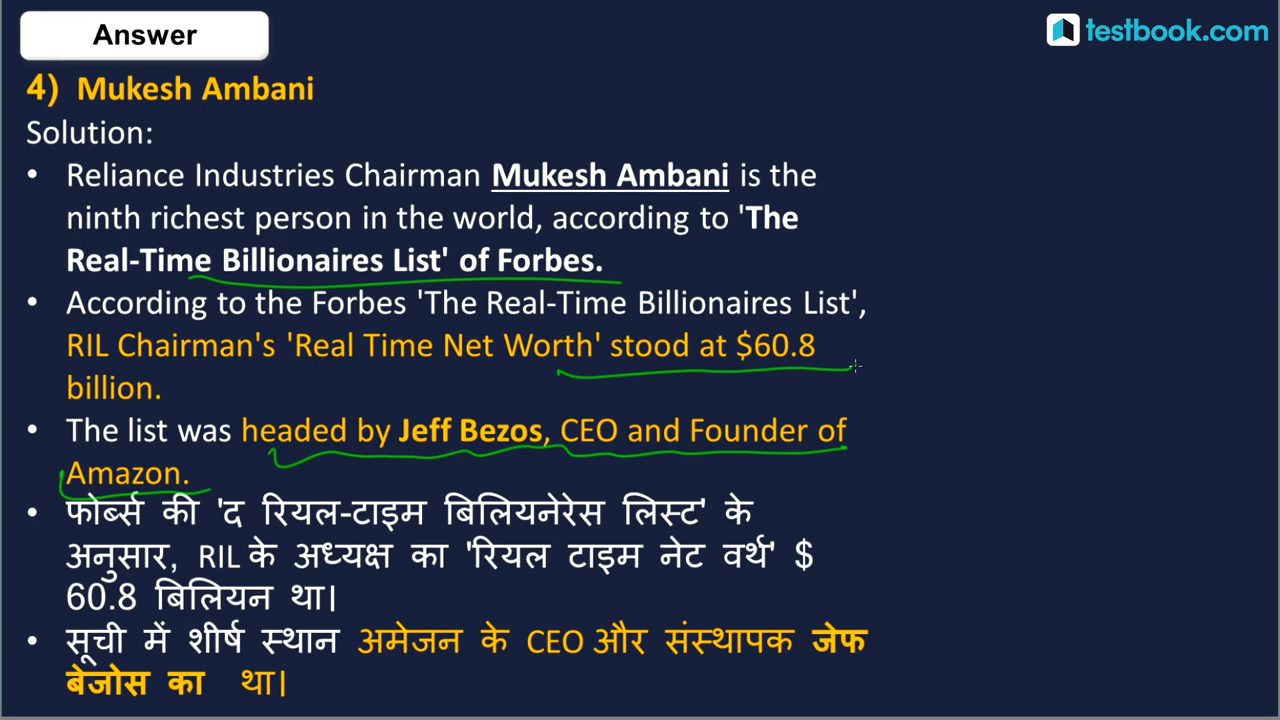 Answer
testbook.com
4) Mukesh Ambani
Solution:
• Reliance Industries Chairman Mukesh Ambani is the
ninth richest person in the world, according to 'The
Real-Time Billionaires List' of Forbes.
• According to the Forbes 'The Real-Time Billionaires List',
RIL Chairman's 'Real Time Net Worth' stood at $60.8
billion.
• The list was headed by Jeff Bezos, CEO and Founder of
Amazon.
• फोर्ब्स की 'द रियल-टाइम बिलियनेरेस लिस्ट' के
अनुसार, RIL के अध्यक्ष का 'रियल टाइम नेट वर्थ' $
60.8 बिलियन था।
• सूची में शीर्ष स्थान अमेजन के CEO और संस्थापक जेफ
बेजोस का था।